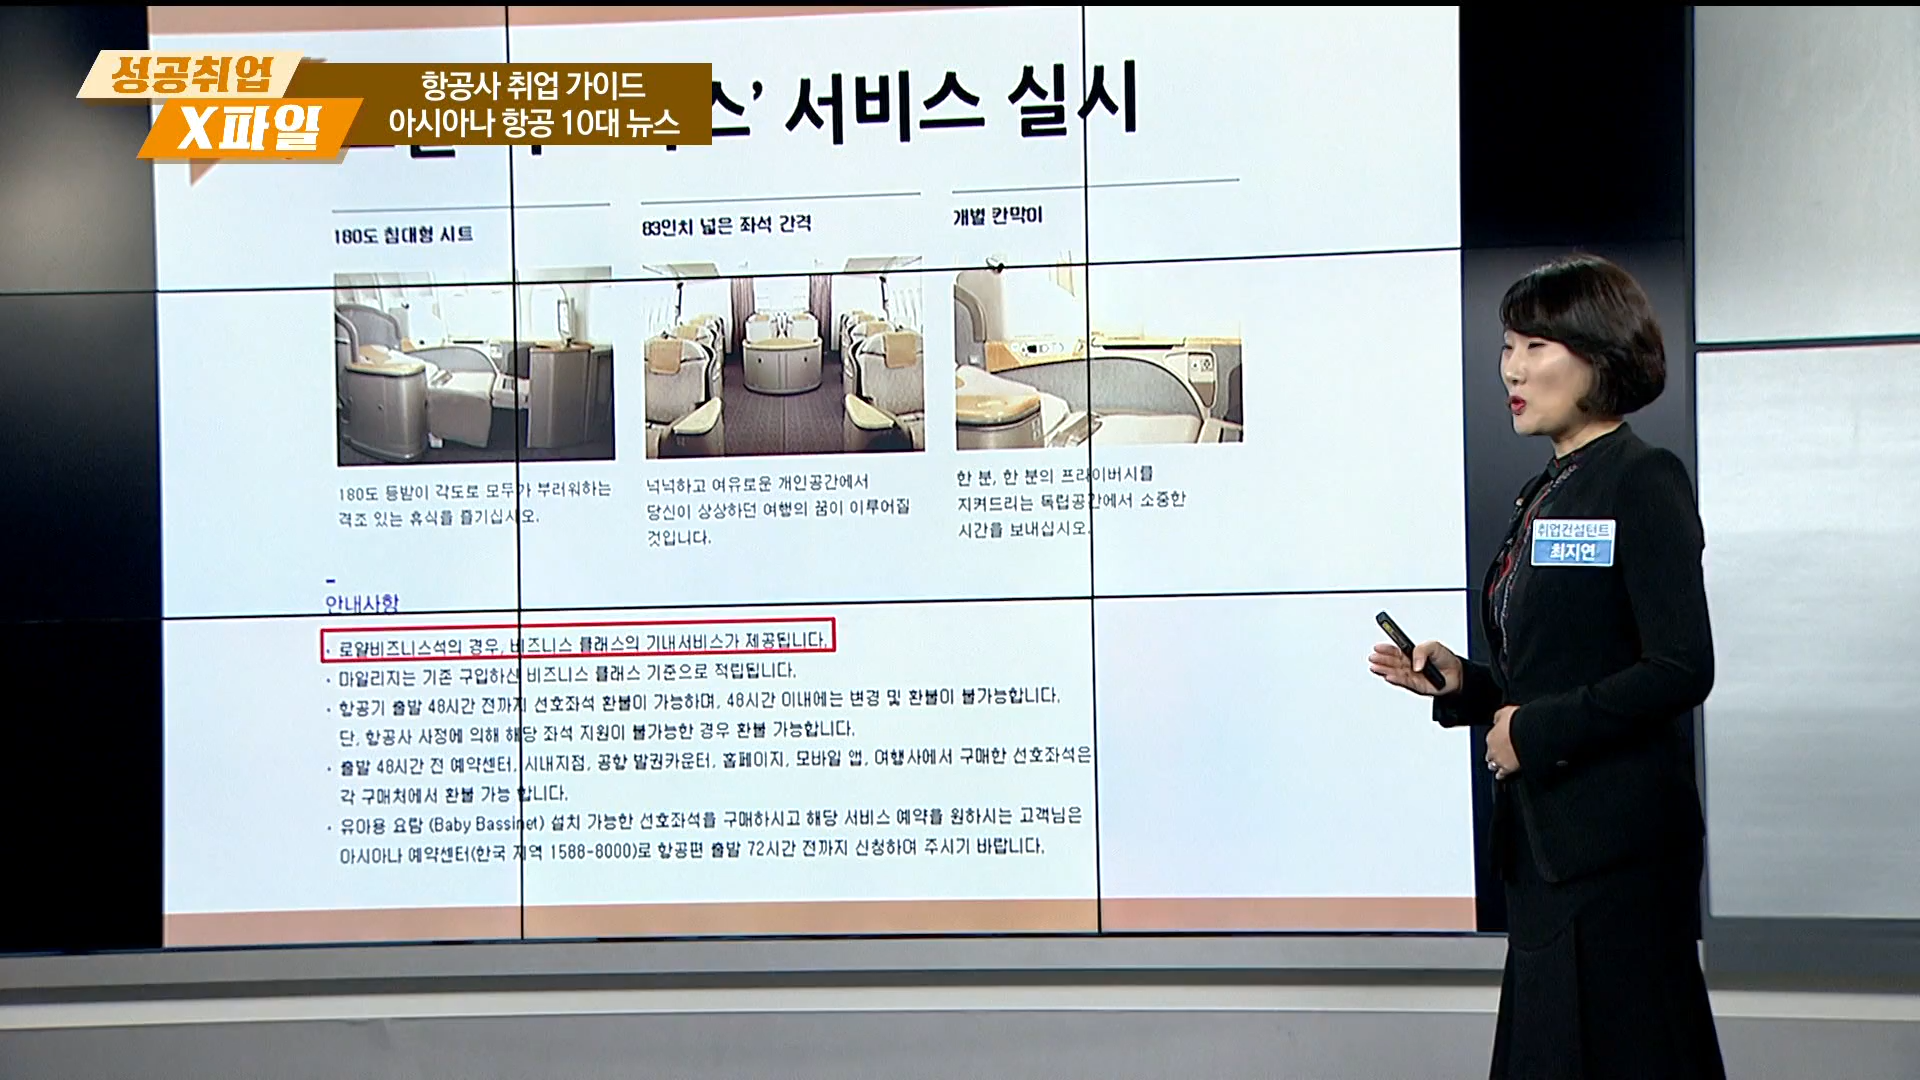 성공취업
X파일
항공사 취업 가이드
아시아나 항공 10대 뉴스
스’ 서비스 실시
180도 침대형 시트
83인치 넓은 좌석 간격
개별 칸막이
180도 등받이 각도로 모두가 부러워하는
격조 있는 휴식을 즐기십시오.
넉넉하고 여유로운 개인공간에서
당신이 상상하던 여행의 꿈이 이루어질
것입니다.
한 분, 한 분의 프라이버시를
지켜드리는 독립공간에서 소중한
시간을 보내십시오.
안내사항
· 로얄비즈니스석의 경우, 비즈니스 클래스의 기내서비스가 제공됩니다.
· 마일리지는 기존 구입하신 비즈니스 클래스 기준으로 적립됩니다.
· 항공기 출발 48시간 전까지 선호좌석 환불이 가능하며, 48시간 이내에는 변경 및 환불이 불가능합니다.
단, 항공사 사정에 의해 해당 좌석 지원이 불가능한 경우 환불 가능합니다.
· 출발 48시간 전 예약센터, 시내지점, 공항 발권카운터, 홈페이지, 모바일 앱, 여행사에서 구매한 선호좌석은
각 구매처에서 환불 가능 합니다.
· 유아용 요람 (Baby Bassinet) 설치 가능한 선호좌석을 구매하시고 해당 서비스 예약을 원하시는 고객님은
아시아나 예약센터(한국 지역 1588-8000)로 항공편 출발 72시간 전까지 신청하여 주시기 바랍니다.
취업컨설턴트
최지연